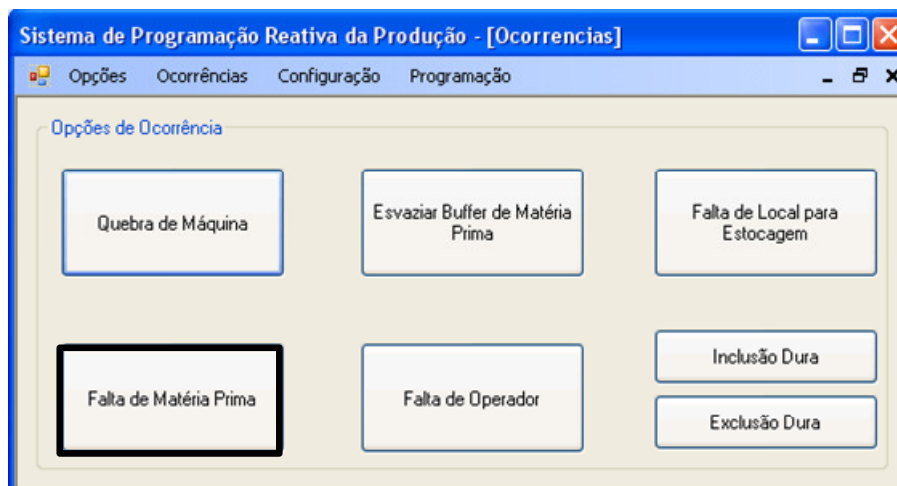 Sistema de Programação Reativa da Produção - [Ocorrencias]
Opções Ocorrências Configuração Programação
Opções de Ocorrência
Quebra de Máquina
Esvaziar Buffer de Matéria
Prima
Falta de Local para
Estocagem
Falta de Matéria Prima
Falta de Operador
Inclusão Dura
Exclusão Dura